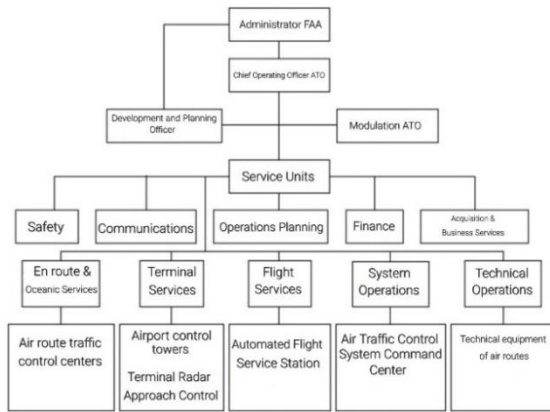 Administrator FAA
Chief Operating Officer ATO
Development and Planning
Officer
Modulation ATO
Service Units
Safety
Communications
Operations Planning
Finance
Acquisition &
Business Services
En route &
Oceanic Services
Terminal
Services
Flight
Services
System
Operations
Technical
Operations
Air route traffic
control centers
Airport control
towers
Terminal Radar
Approach Control
Automated Flight
Service Station
Air Traffic Control
System Command
Center
Technical equipment
of air routes